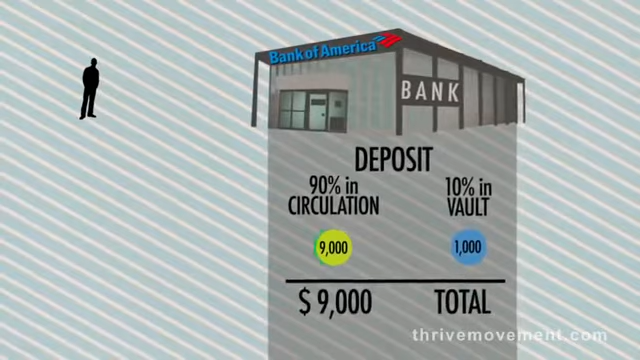 Bank of America
BANK
DEPOSIT
90% in
CIRCULATION
10% in
VAULT
9,000
1,000
$ 9,000 TOTAL
thrivemovement.com